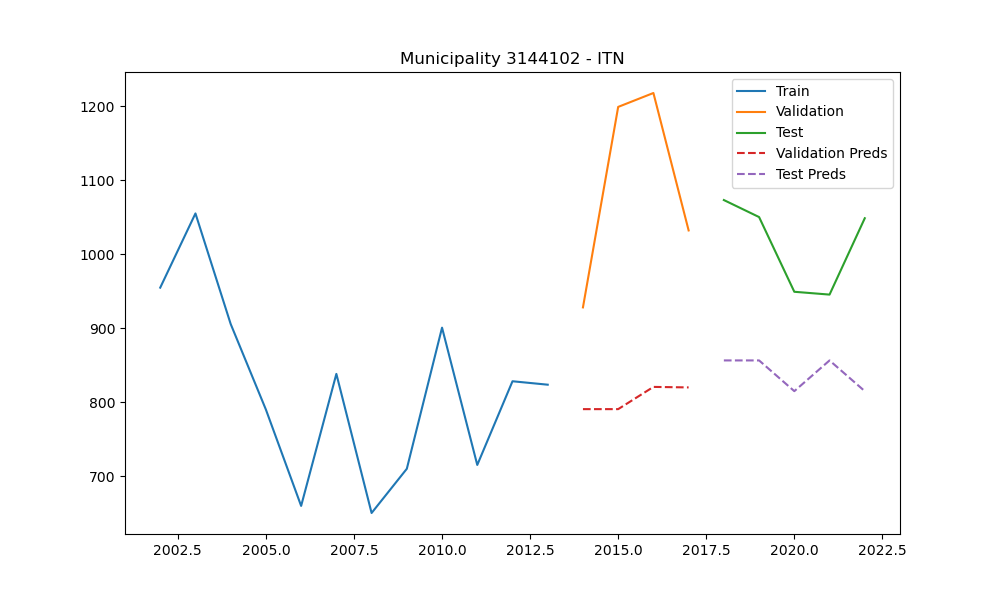 Municipality 3144102 - ITN
Train
Validation
Test
Validation Preds
Test Preds
1200
1100
1000
900
800
700
2002.5 2005.0 2007.5 2010.0 2012.5 2015.0 2017.5 2020.0 2022.5